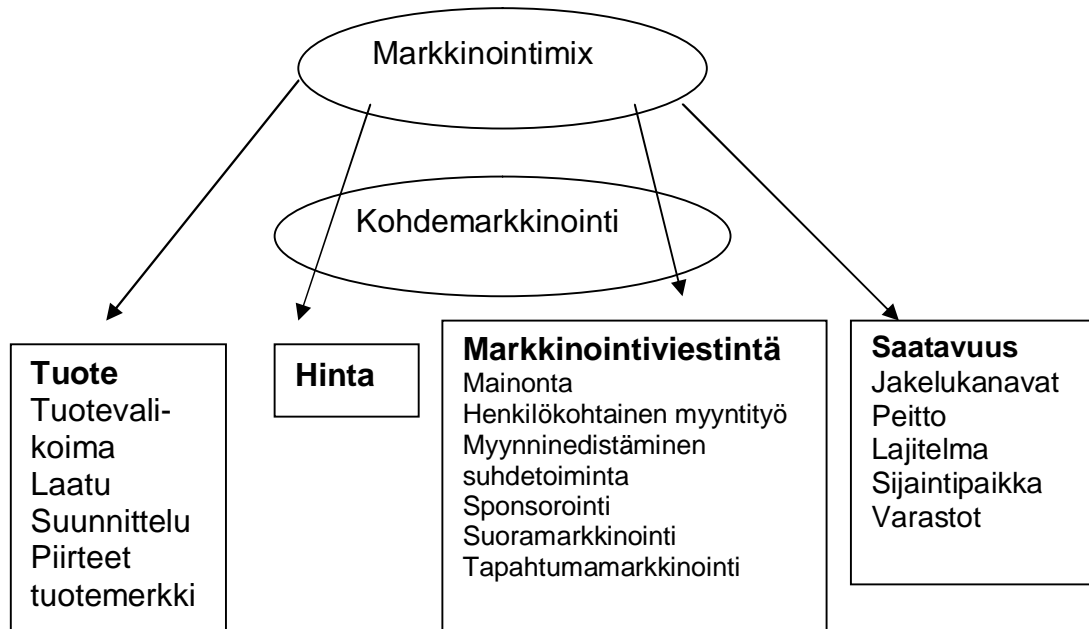 Markkinointimix
Kohdemarkkinointi
Tuote
Tuotevali-
koima
Laatu
Suunnittelu
Piirteet
tuotemerkki
Hinta
Markkinointiviestintä
Mainonta
Henkilökohtainen myyntityö
Myynninedistäminen
suhdetoiminta
Sponsorointi
Suoramarkkinointi
Tapahtumamarkkinointi
Saatavuus
Jakelukanavat
Peitto
Lajitelma
Sijaintipaikka
Varastot